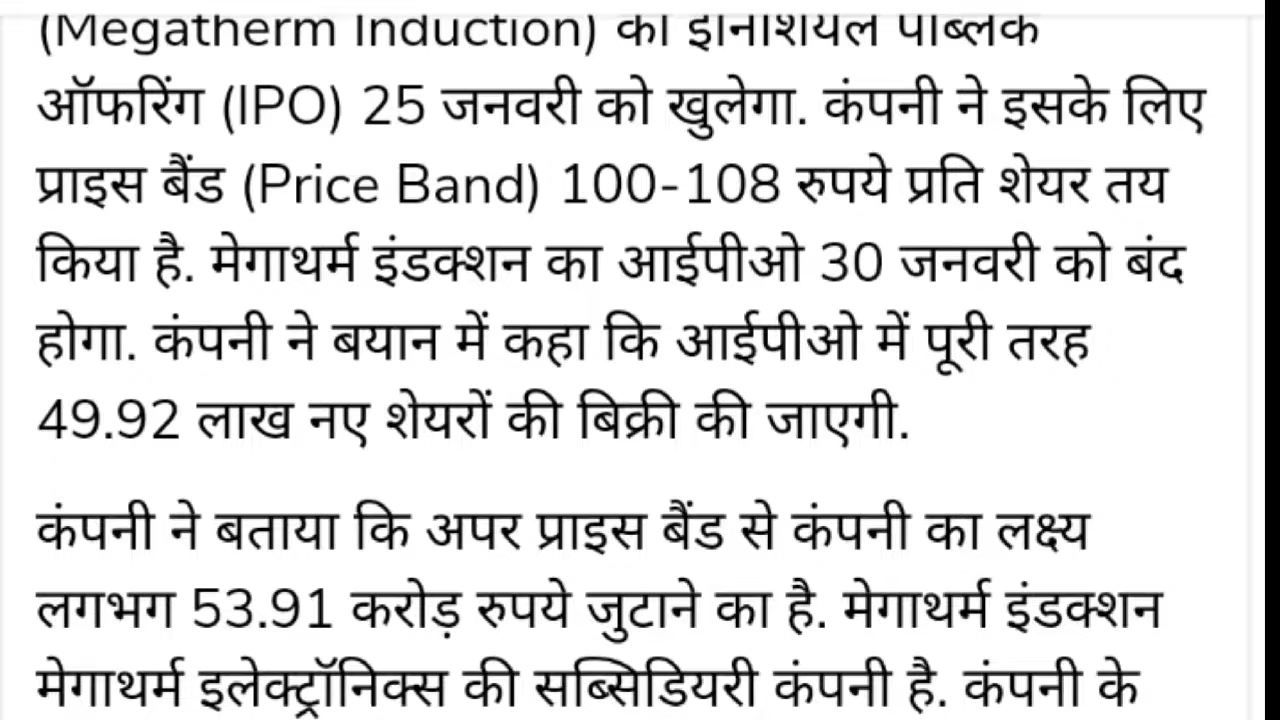 (Megatherm Induction) का इनिशियल पब्लिक
ऑफरिंग (IPO) 25 जनवरी को खुलेगा. कंपनी ने इसके लिए
प्राइस बैंड (Price Band) 100-108 रुपये प्रति शेयर तय
किया है. मेगाथर्म इंडक्शन का आईपीओ 30 जनवरी को बंद
होगा. कंपनी ने बयान में कहा कि आईपीओ में पूरी तरह
49.92 लाख नए शेयरों की बिक्री की जाएगी.
कंपनी ने बताया कि अपर प्राइस बैंड से कंपनी का लक्ष्य
लगभग 53.91 करोड़ रुपये जुटाने का है. मेगाथर्म इंडक्शन
मेगाथर्म इलेक्ट्रॉनिक्स की सब्सिडियरी कंपनी है. कंपनी के